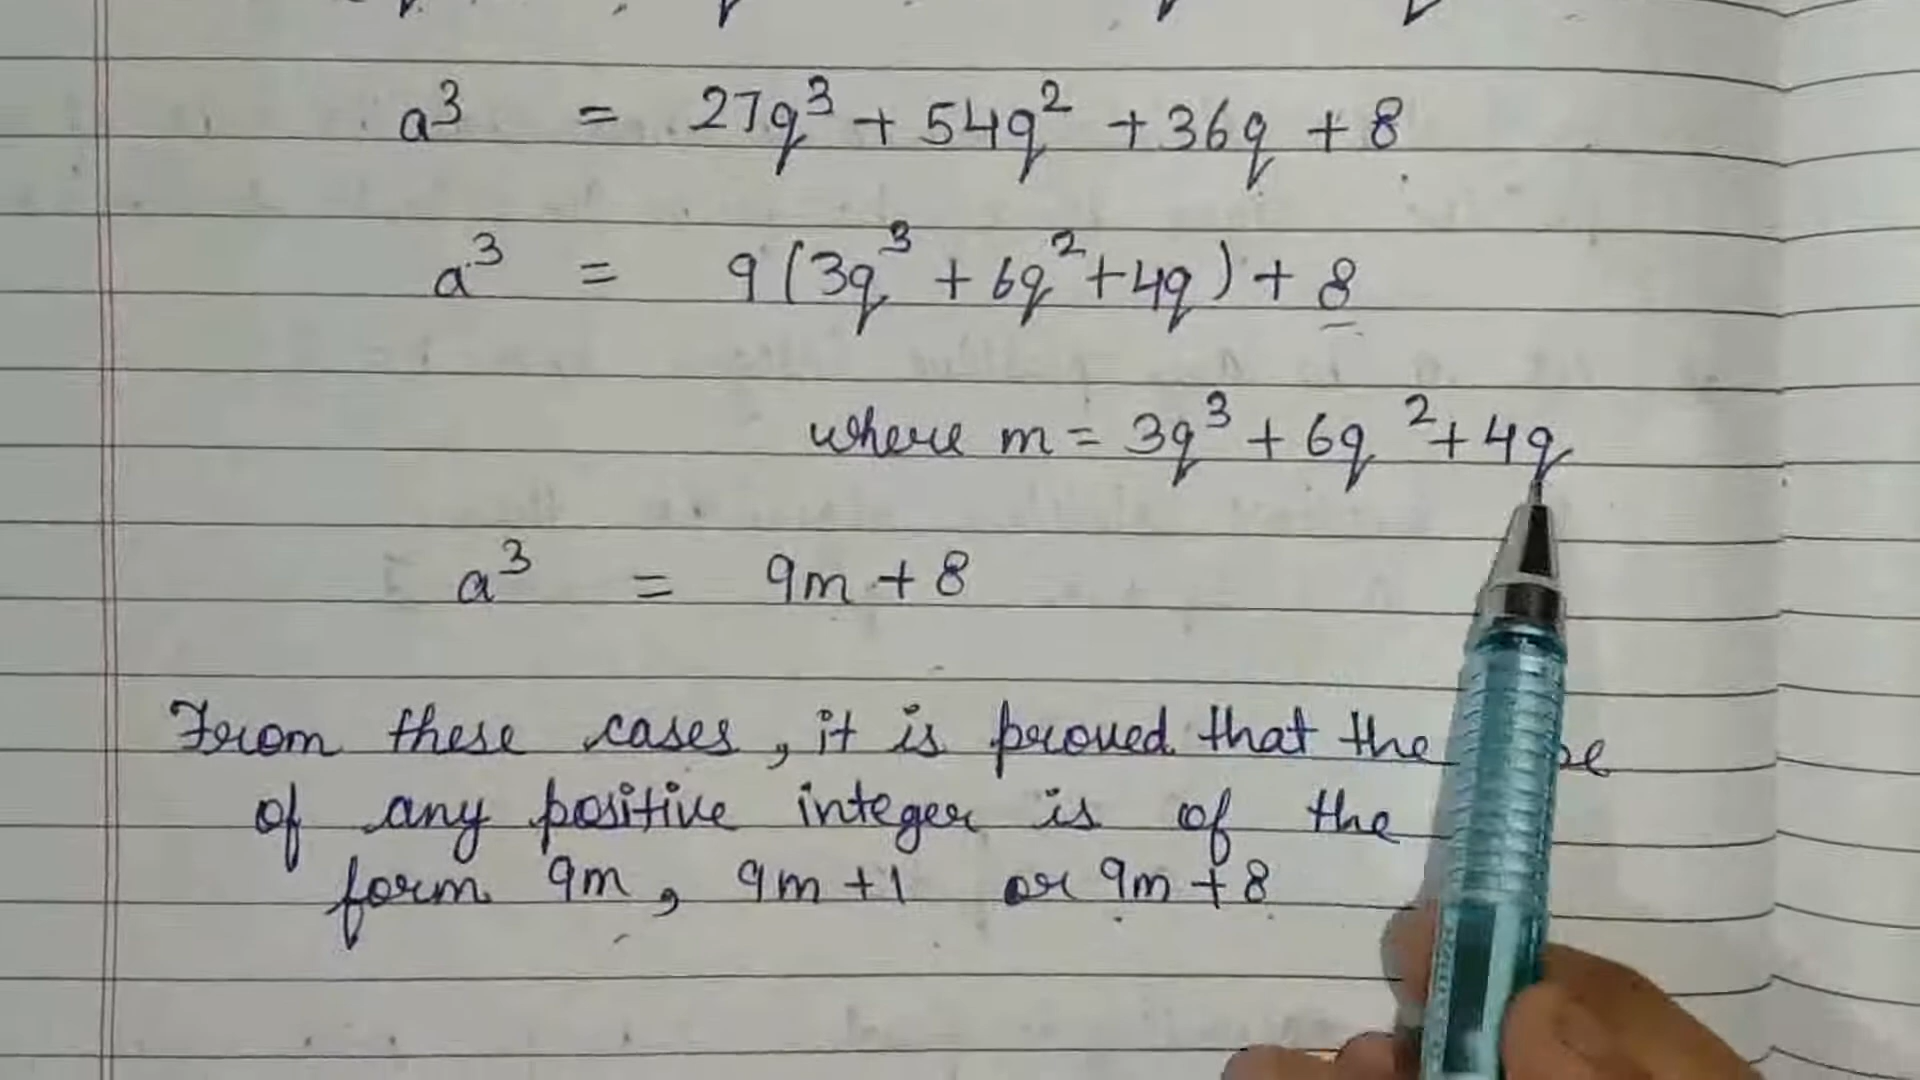 a³ = 27q³ + 54q² + 36q + 8
a³ = 9(3q³ + 6q² + 4q) + 8
where m = 3q³ + 6q² + 4q
a³ = 9m + 8
From these cases, it is proved that the
of any positive integer is of the
form 9m, 9m + 1 or 9m + 8